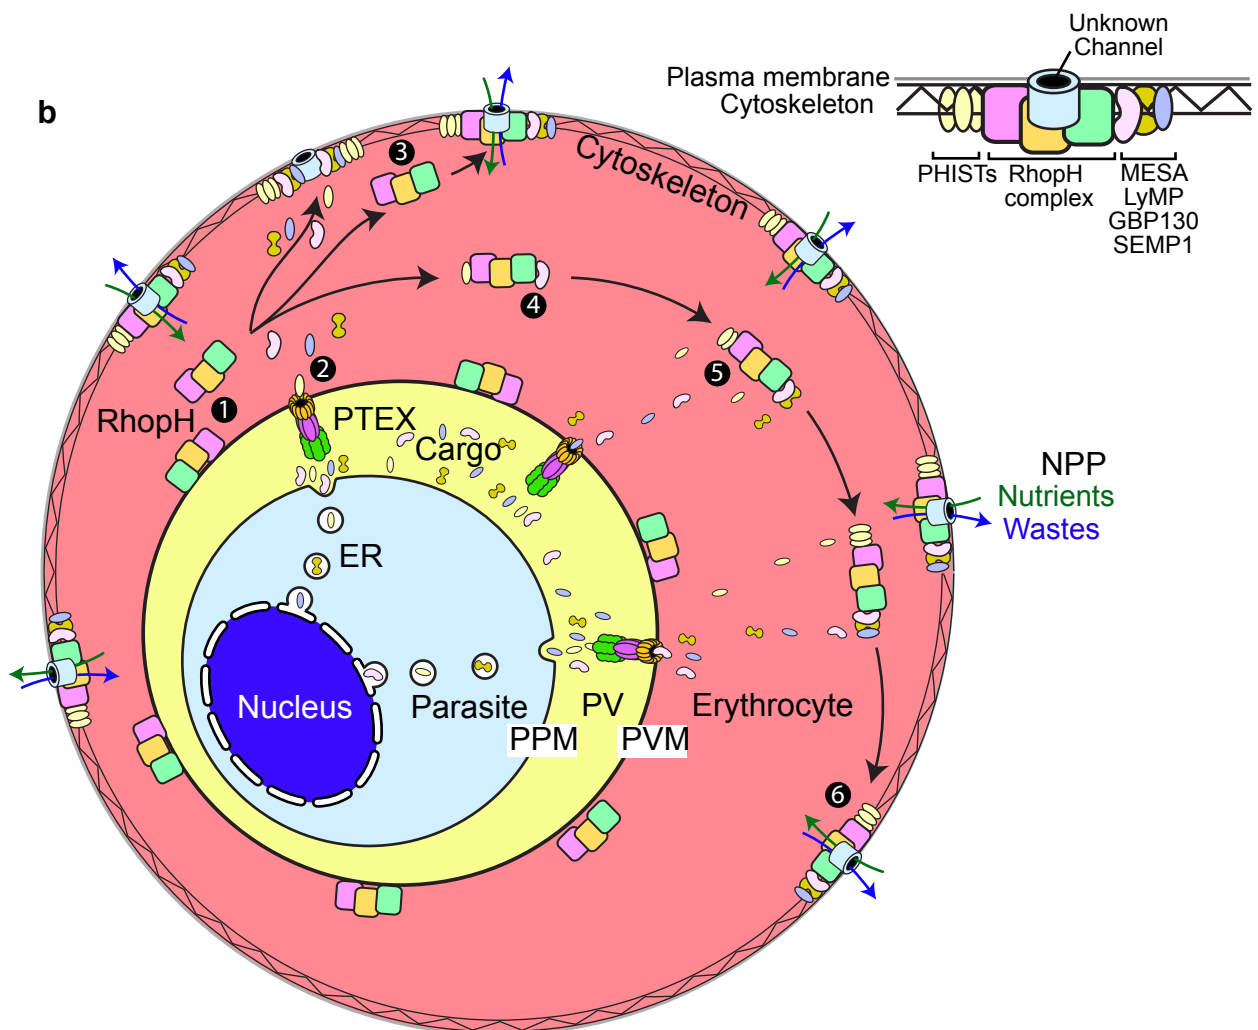 b
Unknown
Channel
Plasma membrane
Cytoskeleton
PHISTs
RhopH
complex
MESA
LyMP
GBP130
SEMP1
Cytoskeleton
3
4
5
2
1
RhopH
PTEX
Cargo
NPP
Nutrients
Wastes
ER
Nucleus
Parasite
PV
Erythrocyte
PPM
PVM
6